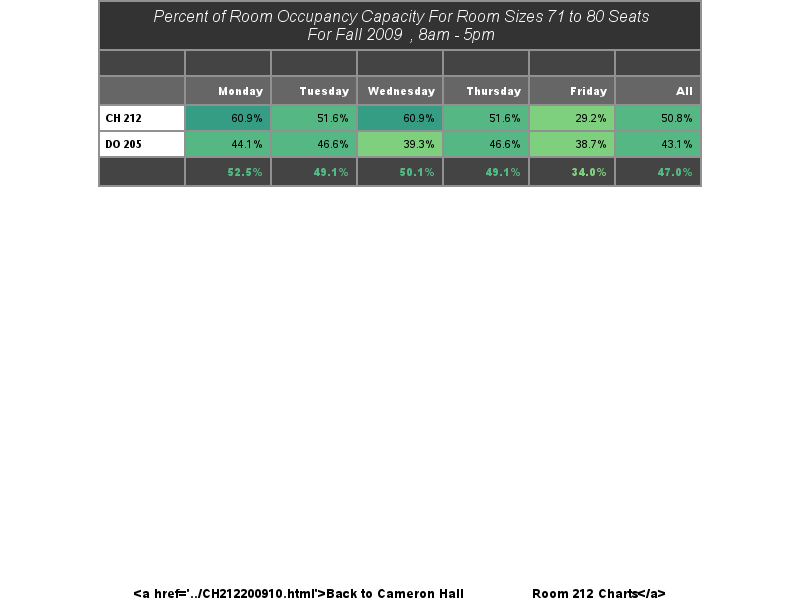 Percent of Room Occupancy Capacity For Room Sizes 71 to 80 Seats
For Fall 2009 , 8am - 5pm
Monday Tuesday Wednesday Thursday Friday All
CH 212 60.9% 51.6% 60.9% 51.6% 29.2% 50.8%
DO 205 44.1% 46.6% 39.3% 46.6% 38.7% 43.1%
52.5% 49.1% 50.1% 49.1% 34.0% 47.0%
<a href='../CH212200910.html'>Back to Cameron Hall Room 212 Charts</a>